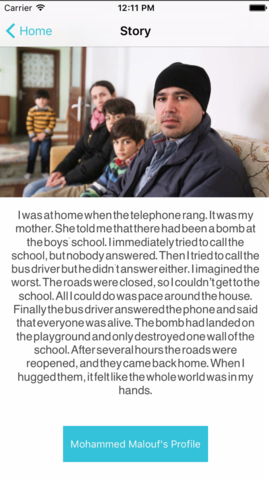 Carrier 12:11 PM
Home Story
I was at home when the telephone rang. It was my
mother. She told me that there had been a bomb at
the boys' school. I immediately tried to call the
school, but nobody answered. Then I tried to call the
bus driver but he didn't answer either. I imagined the
worst. The roads were closed, so I couldn't get to the
school. All I could do was pace around the house.
Finally the bus driver answered the phone and said
that everyone was alive. The bomb had landed on
the playground and only destroyed one wall of the
school. After several hours the roads were
reopened, and they came back home. When I
hugged them, it felt like the whole world was in my
hands.
Mohammed Malouf's Profile